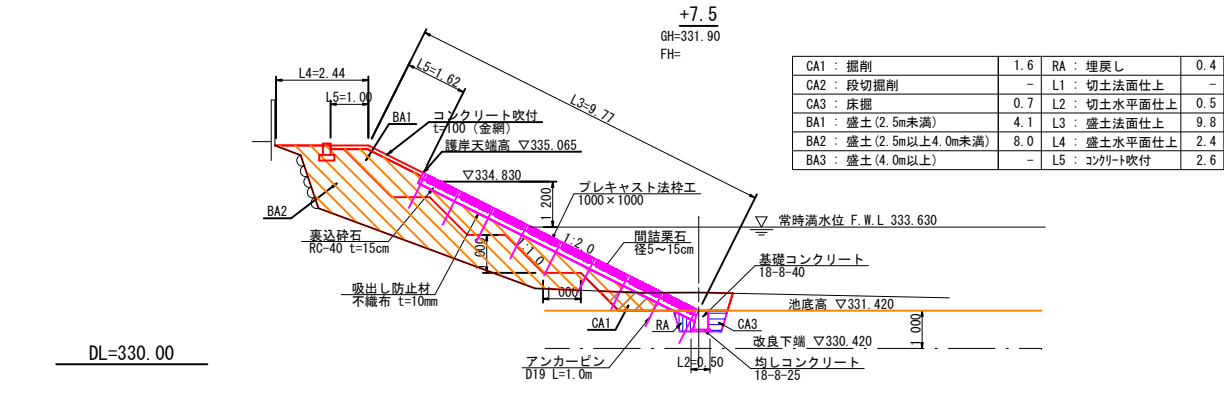 +7.5
GH=331.90
FH=
CA1 : 掘削 1.6 RA : 埋戻し 0.4
CA2 : 段切掘削 － L1 : 切土法面仕上 －
CA3 : 床掘 0.7 L2 : 切土水平面仕上 0.5
BA1 : 盛土(2.5m未満) 4.1 L3 : 盛土法面仕上 9.8
BA2 : 盛土(2.5m以上4.0m未満) 8.0 L4 : 盛土水平面仕上 2.4
BA3 : 盛土(4.0m以上) － L5 : コンクリート吹付 2.6
L4=2.44
L5=1.62
L5=1.00
L3=9.77
BA1
コンクリート吹付
t=100 (金網)
護岸天端高 ▽335.065
▽334.830
プレキャスト法枠工
1000×1000
1 200
BA2
常時満水位 F.W.L 333.630
裏込砕石
RC-40 t=15cm
1:2.0
1:1.0
間詰栗石
径5～15cm
1 000
基礎コンクリート
18-8-40
吸出し防止材
不織布 t=10mm
1 000
池底高 ▽331.420
CA1
RA
CA3
1 000
改良下端 ▽330.420
DL=330.00
アンカーピン
D19 L=1.0m
L2=0.50
均しコンクリート
18-8-25